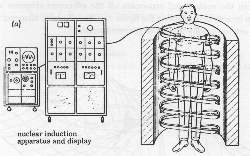 (a)
nuclear induction
apparatus and display